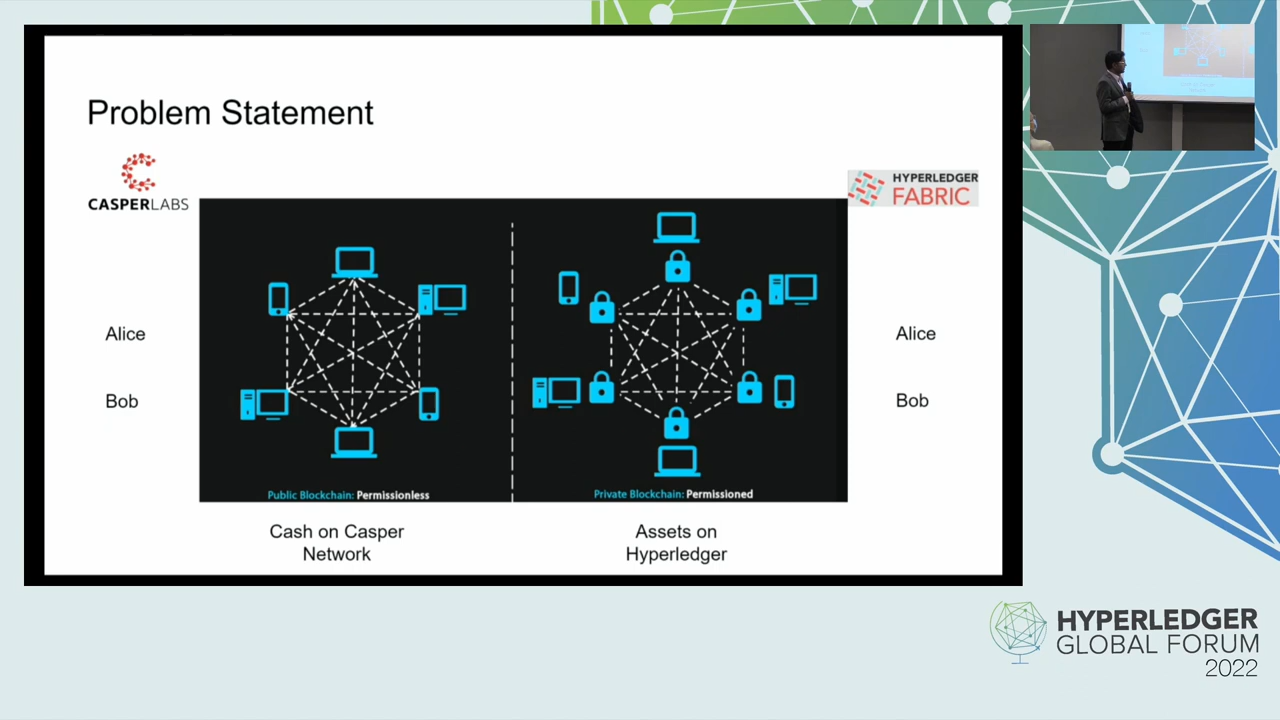 Problem Statement
CASPERLABS
HYPERLEDGER
FABRIC
Alice
Bob
Alice
Bob
Public Blockchain: Permissionless
Private Blockchain: Permissioned
Cash on Casper
Network
Assets on
Hyperledger
HYPERLEDGER
GLOBAL FORUM
2022